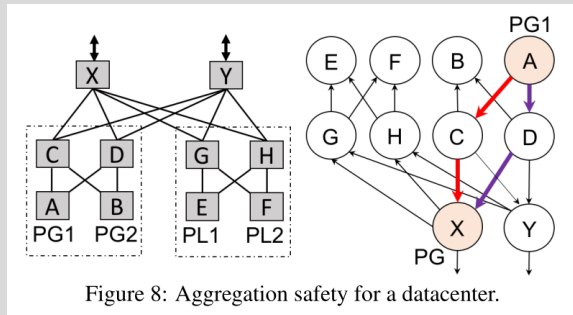 PG1
X Y
E F B A
C D G H
G H C D
A B E F
PG1 PG2 PL1 PL2
X Y
PG
Figure 8: Aggregation safety for a datacenter.